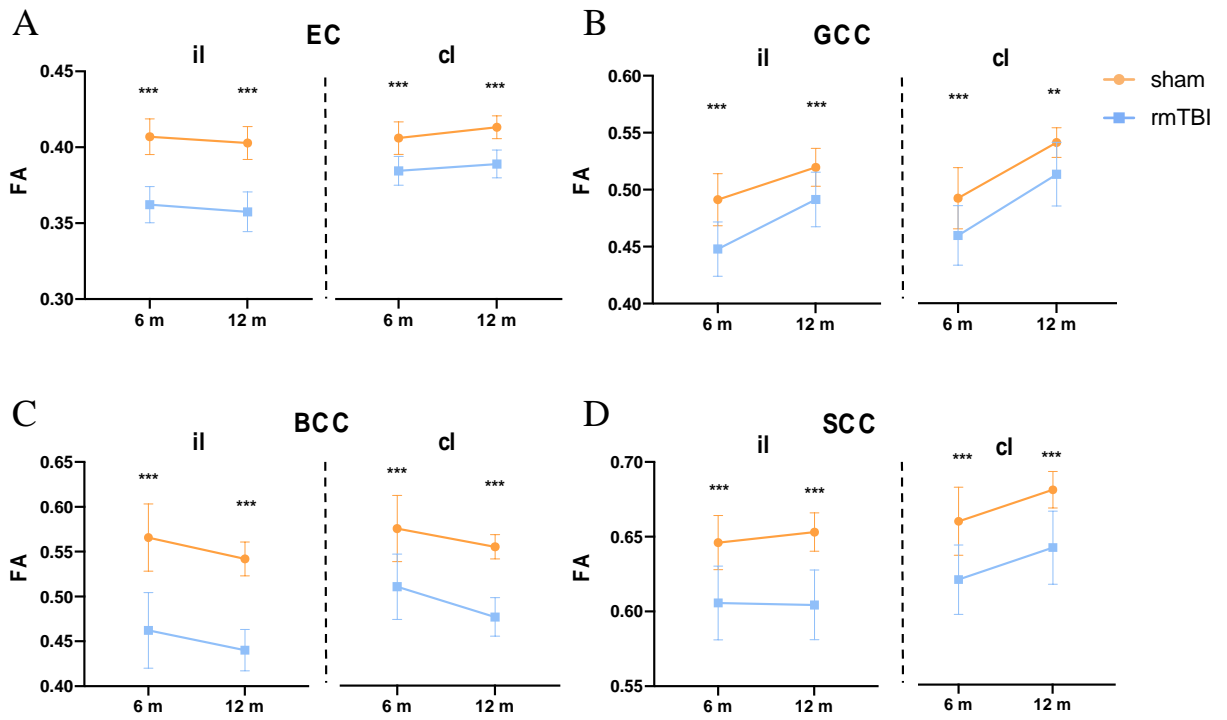 A
EC
il
cl
FA
0.45
0.40
0.35
0.30
***
***
***
***
6 m
12 m
6 m
12 m
B
GCC
il
cl
FA
0.60
0.55
0.50
0.45
0.40
***
***
***
**
6 m
12 m
6 m
12 m
sham
rmTBI
C
BCC
il
cl
FA
0.65
0.60
0.55
0.50
0.45
0.40
***
***
***
***
6 m
12 m
6 m
12 m
D
SCC
il
cl
FA
0.70
0.65
0.60
0.55
***
***
***
***
6 m
12 m
6 m
12 m